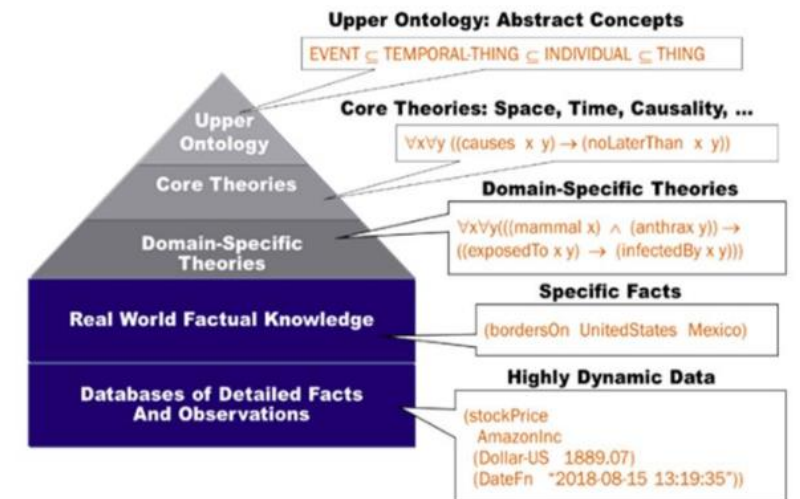 Upper Ontology: Abstract Concepts
EVENT ⊆ TEMPORAL-THING ⊆ INDIVIDUAL ⊆ THING
Upper
Ontology
Core Theories: Space, Time, Causality, ...
∀x∀y ((causes x y) → (noLaterThan x y))
Core Theories
Domain-Specific Theories
∀x∀y(((mammal x) ∧ (anthrax y)) →
((exposedTo x y) → (infectedBy x y)))
Domain-Specific
Theories
Specific Facts
Real World Factual Knowledge
(bordersOn UnitedStates Mexico)
Highly Dynamic Data
Databases of Detailed Facts
And Observations
(stockPrice
AmazonInc
(Dollar-US 1889.07)
(DateFn "2018-08-15 13:19:35"))